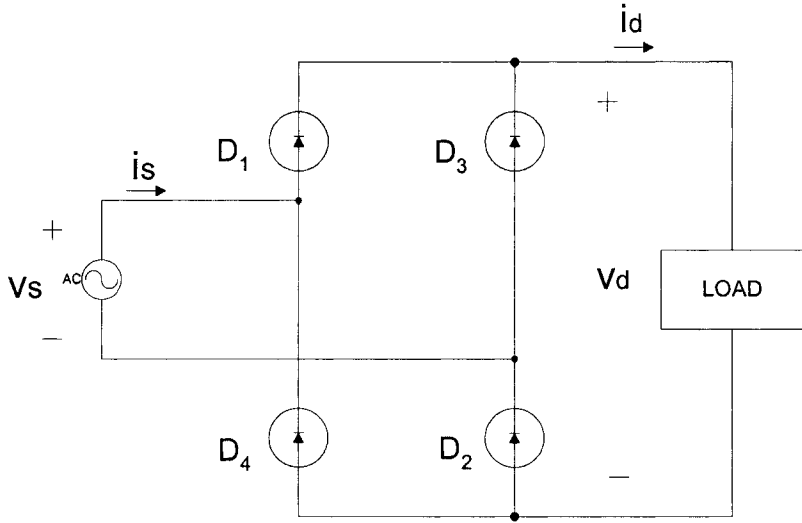 id
+
D1
D3
is
+
Vs
AC
Vd
LOAD
−
D4
D2
−